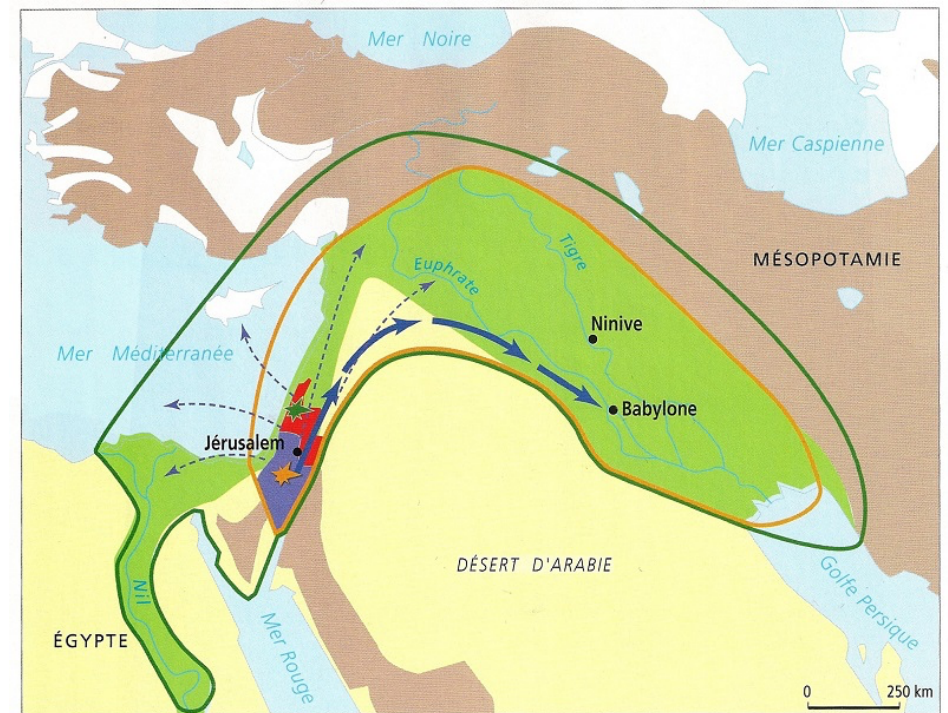 Mer Noire
Mer Caspienne
MÉSOPOTAMIE
Tigre
Euphrate
Ninive
Mer Méditerranée
Babylone
Jérusalem
DÉSERT D'ARABIE
Golfe Persique
Nil
Mer Rouge
ÉGYPTE
0 250 km